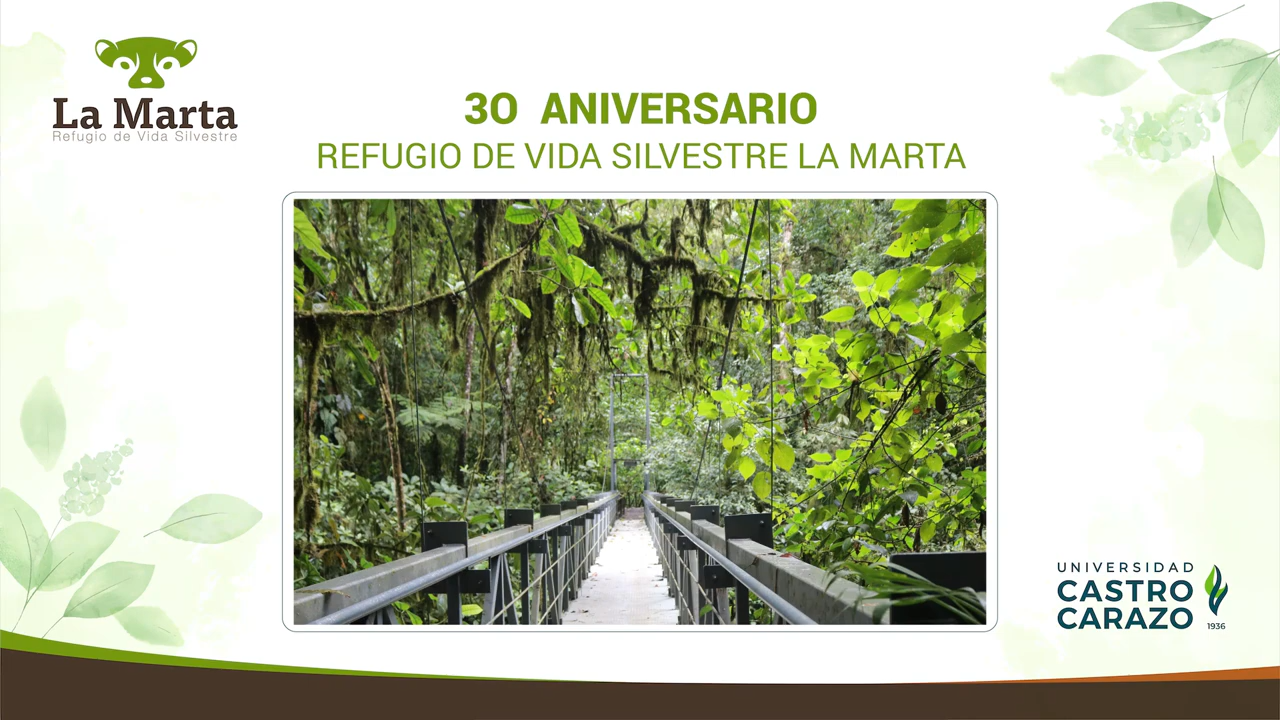 La Marta
Refugio de Vida Silvestre
30 ANIVERSARIO
REFUGIO DE VIDA SILVESTRE LA MARTA
UNIVERSIDAD
CASTRO
CARAZO
1936